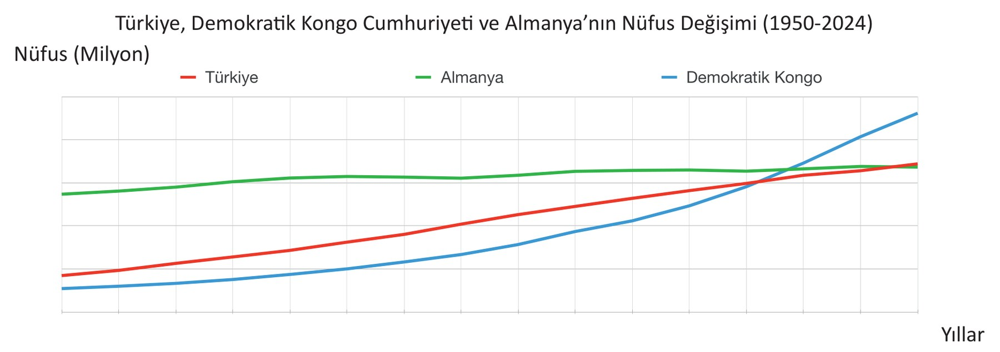 Türkiye, Demokratik Kongo Cumhuriyeti ve Almanya’nın Nüfus Değişimi (1950-2024)
Nüfus (Milyon)
Türkiye Almanya Demokratik Kongo
Yıllar